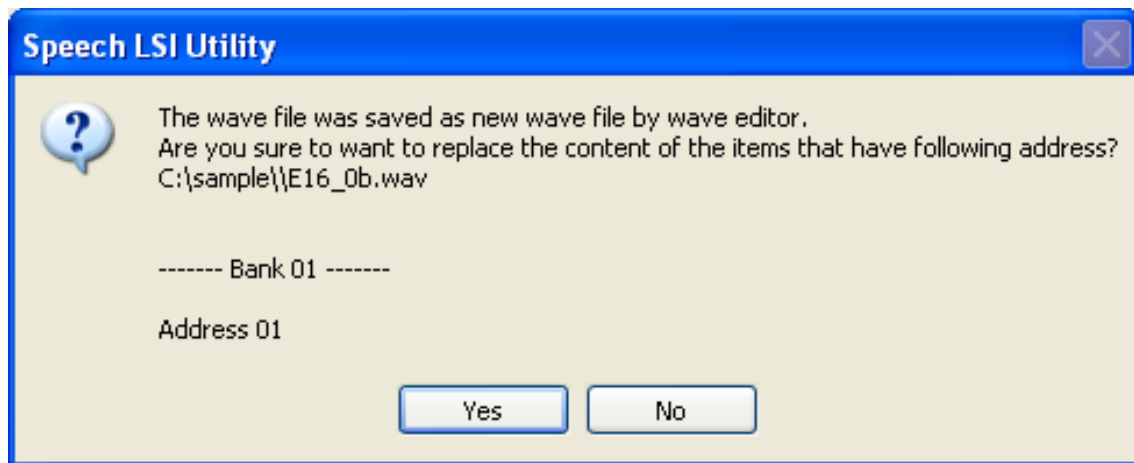 Speech LSI Utility
The wave file was saved as new wave file by wave editor.
Are you sure to want to replace the content of the items that have following address?
C:\sample\\E16_0b.wav
------- Bank 01 -------
Address 01
Yes
No